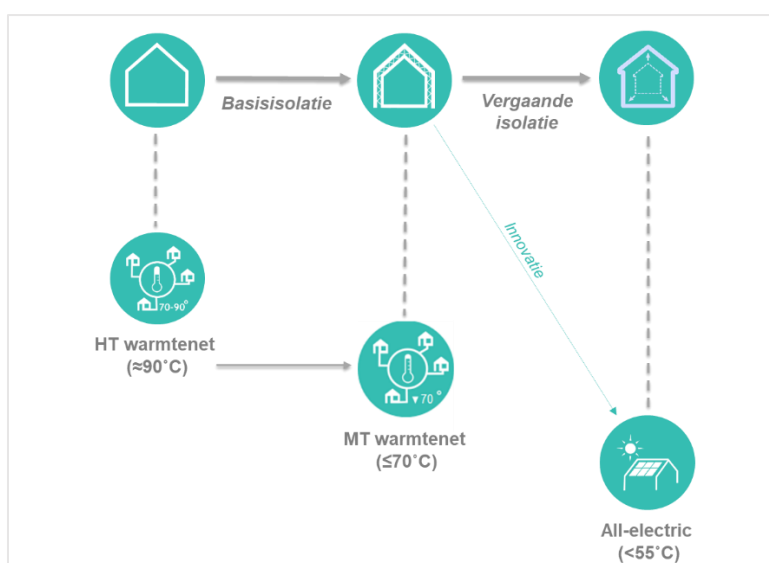 Basisisolatie
Vergaande
isolatie
Innovatie
70-90°
HT warmtenet
(≈90˚C)
▼70 °
MT warmtenet
(≤70˚C)
All-electric
(<55˚C)